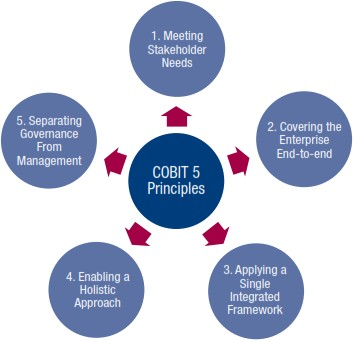 1. Meeting
Stakeholder
Needs
2. Covering the
Enterprise
End-to-end
3. Applying a
Single
Integrated
Framework
4. Enabling a
Holistic
Approach
5. Separating
Governance
From
Management
COBIT 5
Principles